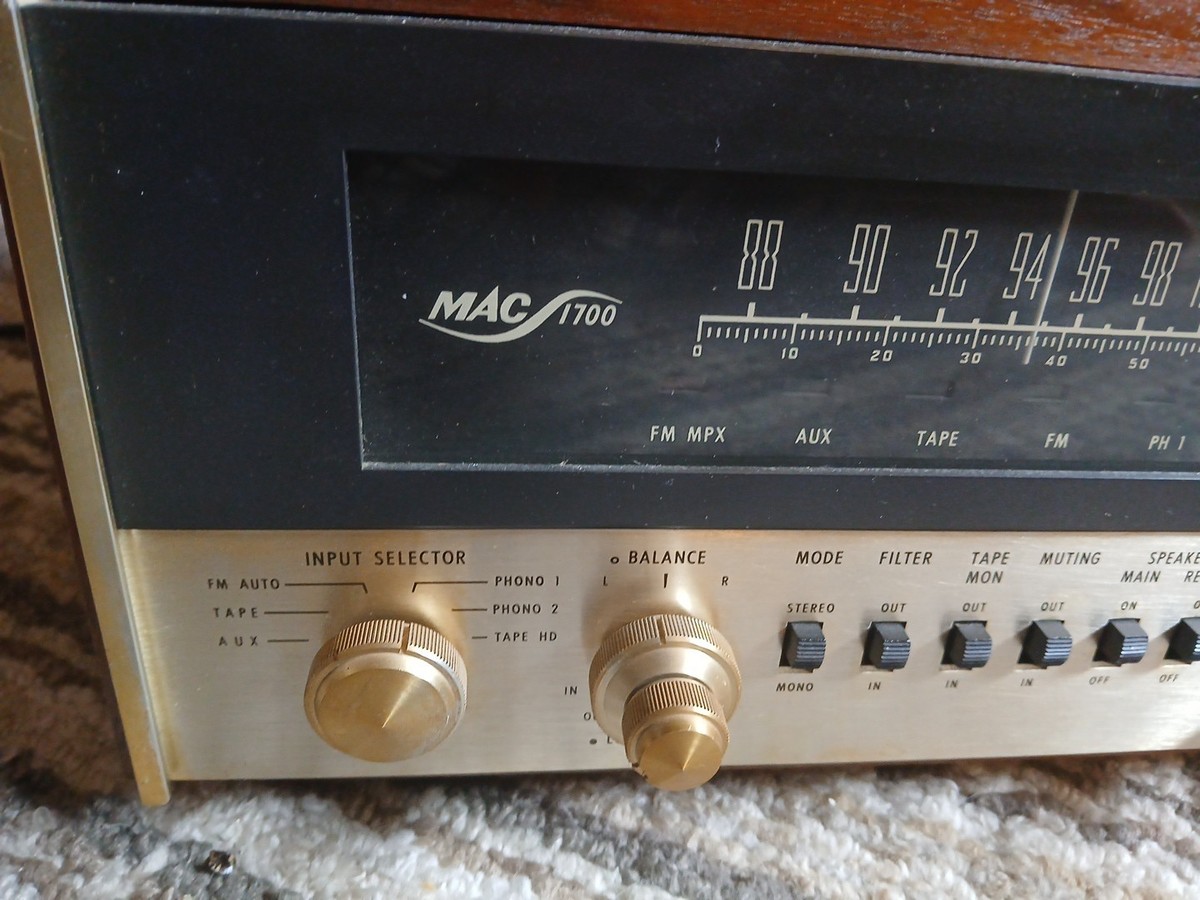 MAC 1700
88 90 92 94 96 98
0 10 20 30 40 50
FM MPX AUX TAPE FM PH 1
INPUT SELECTOR
FM AUTO
TAPE
AUX
PHONO 1
PHONO 2
TAPE HD
BALANCE
L R
IN
MODE
STEREO
MONO
FILTER
OUT
IN
TAPE
MON
OUT
IN
MUTING
OUT
IN
MAIN
ON
OFF
OFF